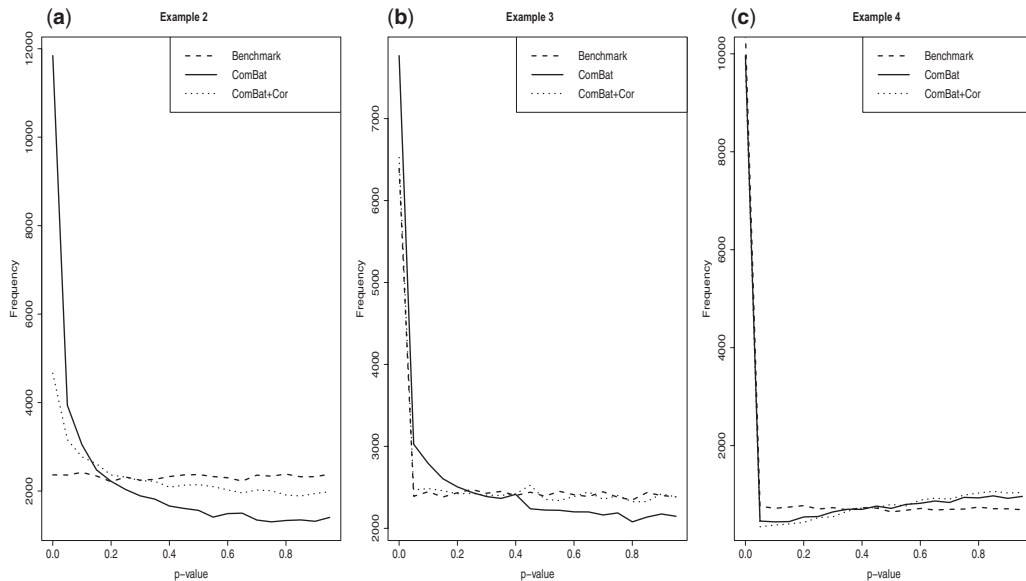 (a)
Example 2
Benchmark
ComBat
ComBat+Cor
Frequency
2000
4000
6000
8000
10000
12000
0.0 0.2 0.4 0.6 0.8
p-value
(b)
Example 3
Benchmark
ComBat
ComBat+Cor
Frequency
2000
3000
4000
5000
6000
7000
0.0 0.2 0.4 0.6 0.8
p-value
(c)
Example 4
Benchmark
ComBat
ComBat+Cor
Frequency
2000
4000
6000
8000
10000
0.0 0.2 0.4 0.6 0.8
p-value